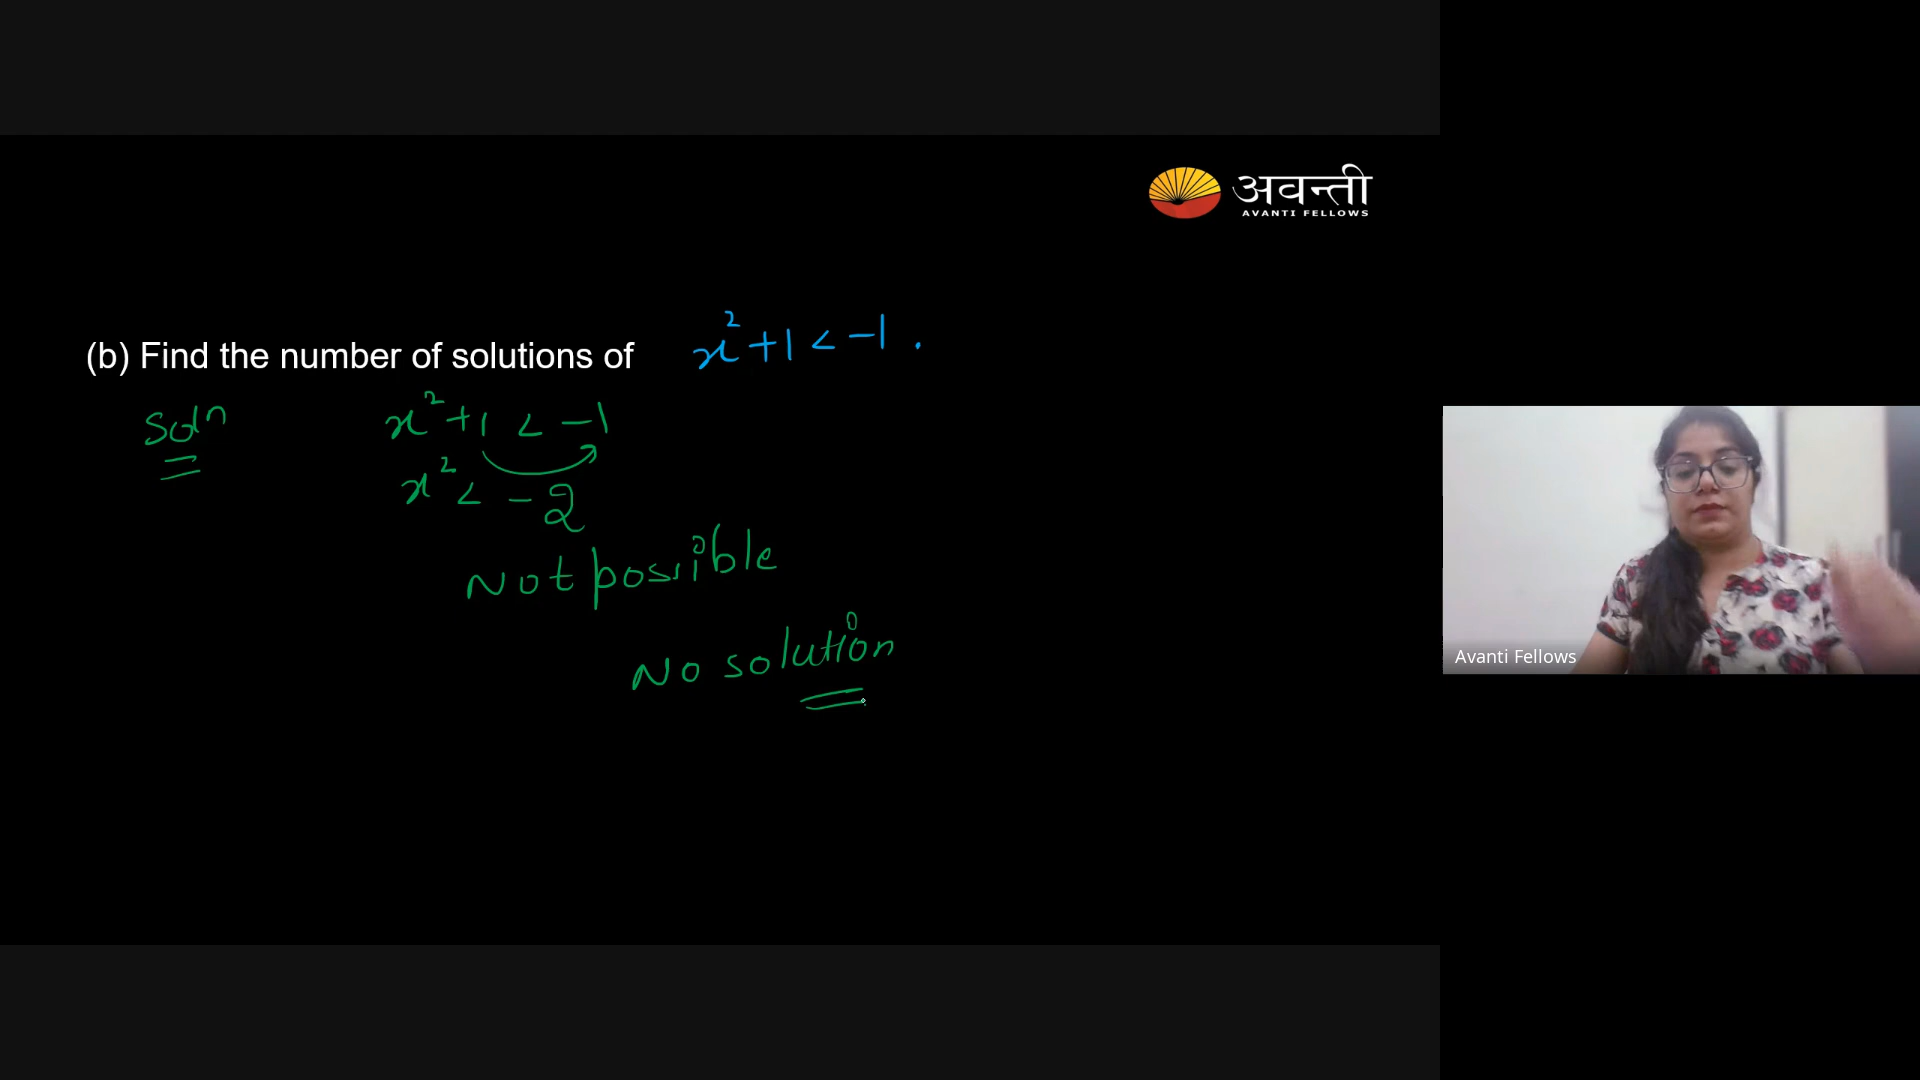 अवन्ती
AVANTI FELLOWS
(b) Find the number of solutions of x²+1 < -1 .
Soln
x²+1 < -1
x² < -2
Not possible
No solution
Avanti Fellows